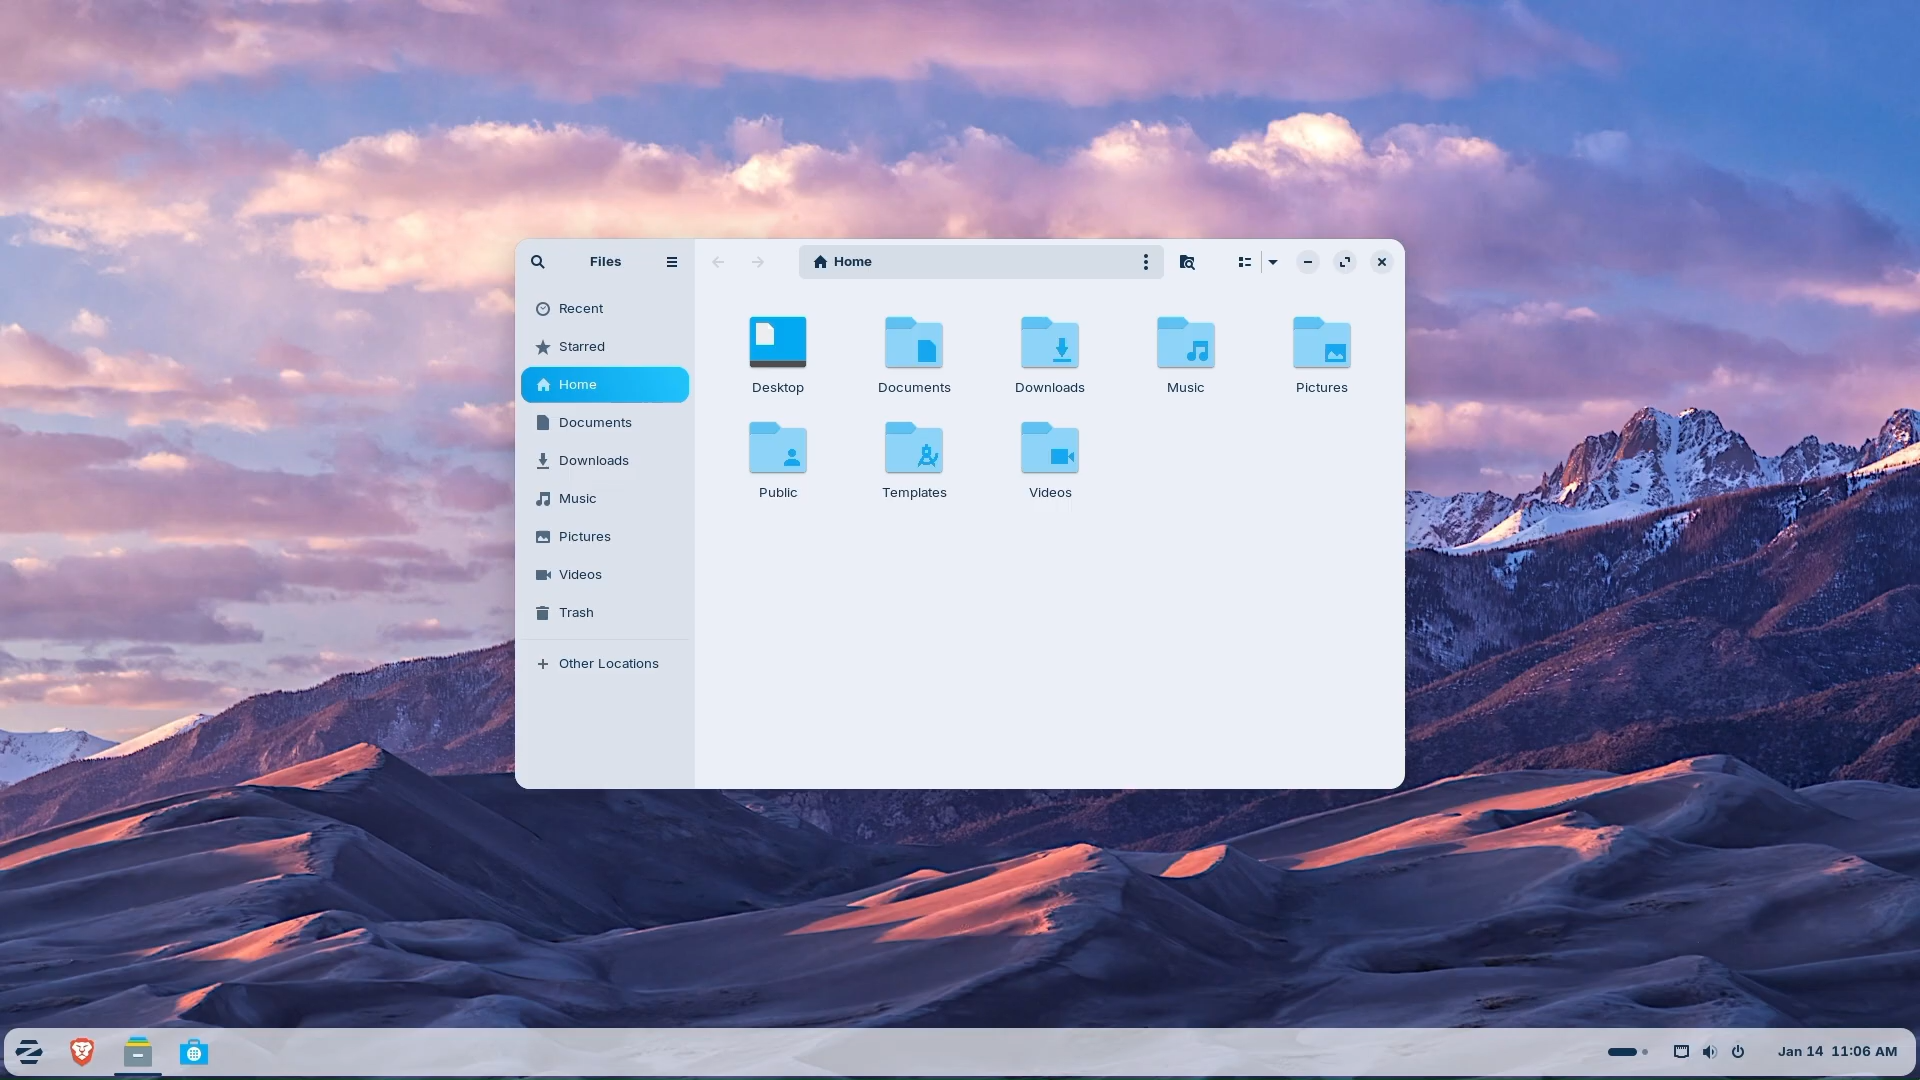 Files
Home
Recent
Starred
Home
Documents
Downloads
Music
Pictures
Videos
Trash
Other Locations
Desktop
Documents
Downloads
Music
Pictures
Public
Templates
Videos
Jan 14 11:06 AM